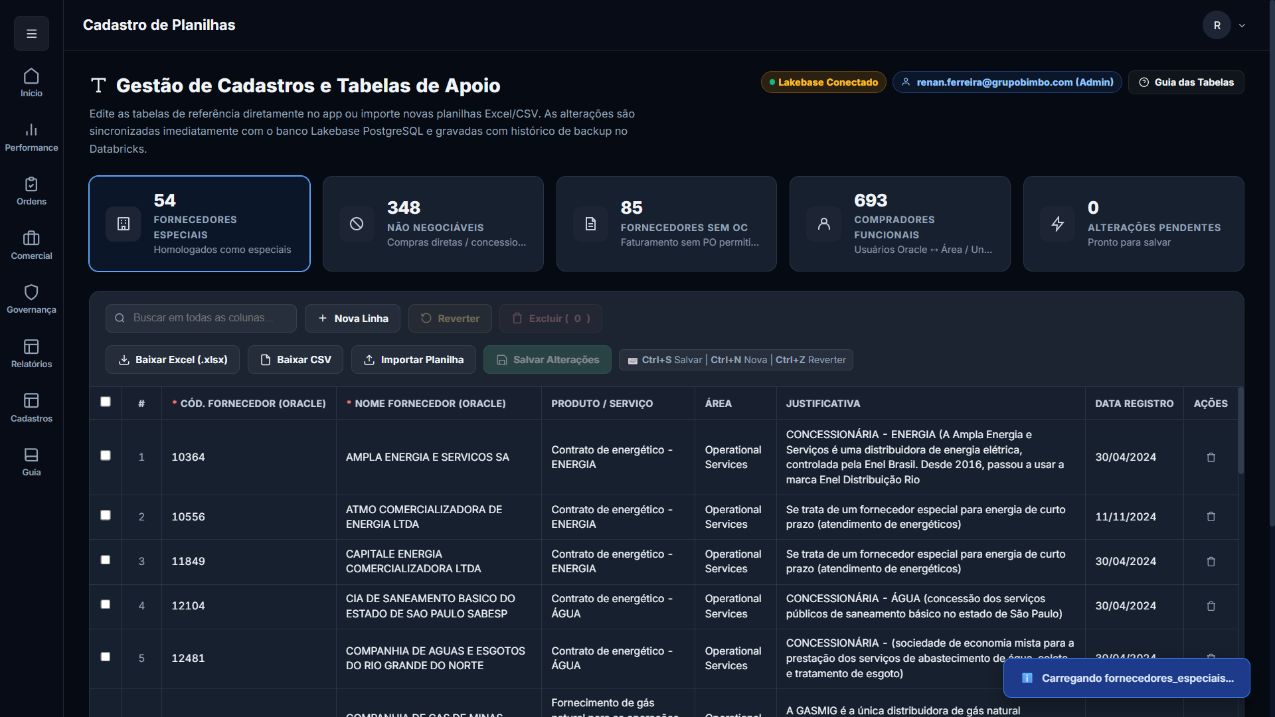 Cadastro de Planilhas
R
Início
Performance
Ordens
Comercial
Governança
Relatórios
Cadastros
Guia
Gestão de Cadastros e Tabelas de Apoio
Lakebase Conectado
renan.ferreira@grupobimbo.com (Admin)
Guia das Tabelas
Edite as tabelas de referência diretamente no app ou importe novas planilhas Excel/CSV. As alterações são
sincronizadas imediatamente com o banco Lakebase PostgreSQL e gravadas com histórico de backup no
Databricks.
54
FORNECEDORES
ESPECIAIS
Homologados como especiais
348
NÃO NEGOCIÁVEIS
Compras diretas / concessio...
85
FORNECEDORES SEM OC
Faturamento sem PO permiti...
693
COMPRADORES
FUNCIONAIS
Usuários Oracle ↔ Área / Un...
0
ALTERAÇÕES PENDENTES
Pronto para salvar
Buscar em todas as colunas...
+ Nova Linha
Reverter
Excluir ( 0 )
Baixar Excel (.xlsx)
Baixar CSV
Importar Planilha
Salvar Alterações
Ctrl+S Salvar | Ctrl+N Nova | Ctrl+Z Reverter
# * CÓD. FORNECEDOR (ORACLE) * NOME FORNECEDOR (ORACLE) PRODUTO / SERVIÇO ÁREA JUSTIFICATIVA DATA REGISTRO AÇÕES
1
10364
AMPLA ENERGIA E SERVICOS SA
Contrato de energético -
ENERGIA
Operational
Services
CONCESSIONÁRIA - ENERGIA (A Ampla Energia e
Serviços é uma distribuidora de energia elétrica,
controlada pela Enel Brasil. Desde 2016, passou a usar a
marca Enel Distribuição Rio
30/04/2024
2
10556
ATMO COMERCIALIZADORA DE
ENERGIA LTDA
Contrato de energético -
ENERGIA
Operational
Services
Se trata de um fornecedor especial para energia de curto
prazo (atendimento de energéticos)
11/11/2024
3
11849
CAPITALE ENERGIA
COMERCIALIZADORA LTDA
Contrato de energético -
ENERGIA
Operational
Services
Se trata de um fornecedor especial para energia de curto
prazo (atendimento de energéticos)
30/04/2024
4
12104
CIA DE SANEAMENTO BASICO DO
ESTADO DE SAO PAULO SABESP
Contrato de energético -
ÁGUA
Operational
Services
CONCESSIONÁRIA - ÁGUA (concessão dos serviços
públicos de saneamento básico no estado de São Paulo)
30/04/2024
5
12481
COMPANHIA DE AGUAS E ESGOTOS
DO RIO GRANDE DO NORTE
Contrato de energético -
ÁGUA
Operational
Services
CONCESSIONÁRIA - (sociedade de economia mista para a
prestação dos serviços de abastecimento de água, coleta
e tratamento de esgoto)
30/04/2024
COMPANHIA DE GAS DE MINAS
Fornecimento de gás
natural para as operações
Operational
A GASMIG é a única distribuidora de gás natural
Carregando fornecedores_especiais...